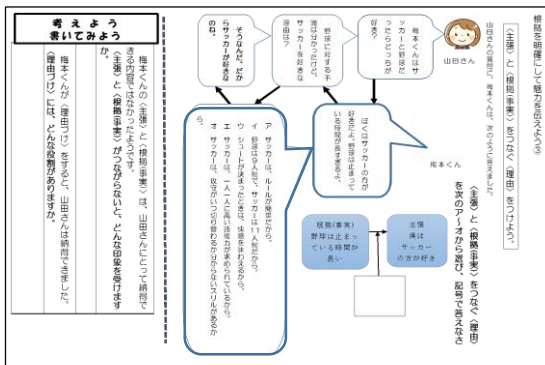 根拠を明確にして魅力を伝えよう③
〈主張〉と〈根拠(事実)〉をつなぐ〈理由〉をつけよう。
山田さんの質問に、梅本くんは、次のように答えました。
山田さん
梅本くんはサ
ッカーと野球だ
ったらどっちが
好き？
ぼくはサッカーの方が
好きだよ。野球は止まって
いる時間が長すぎるよ。
梅本くん
野球に対する不
満は分かったけど、
サッカーを好きな
理由は？
そうなんだ。だか
らサッカーが好きな
のね。
ア サッカーは、ルールが簡単だから。
イ 野球は９人制で、サッカーは１１人制だから。
ウ シュートが決まったときは、快感を味わえるから。
エ サッカーは、一人一人に高い技術力が求められているから。
オ サッカーは、攻守がいつ切り替わるか分からないスリルがあるか
ら。
〈主張〉と〈根拠(事実)〉をつなぐ〈理由〉
を次のア〜オから選び、記号で答えなさ
主張
僕は
サッカー
の方が好き
根拠(事実)
野球は止まっ
ている時間が
長い
考えよう
書いてみよう
梅本くんの〈主張〉と〈根拠(事実)〉は、山田さんにとって納得で
きる内容ではなかったようです。
〈主張〉と〈根拠(事実)〉がつながらないと、どんな印象を受けます
か。
梅本くんが〈理由づけ〉をすると、山田さんは納得できました。
〈理由づけ〉には、どんな役割がありますか。